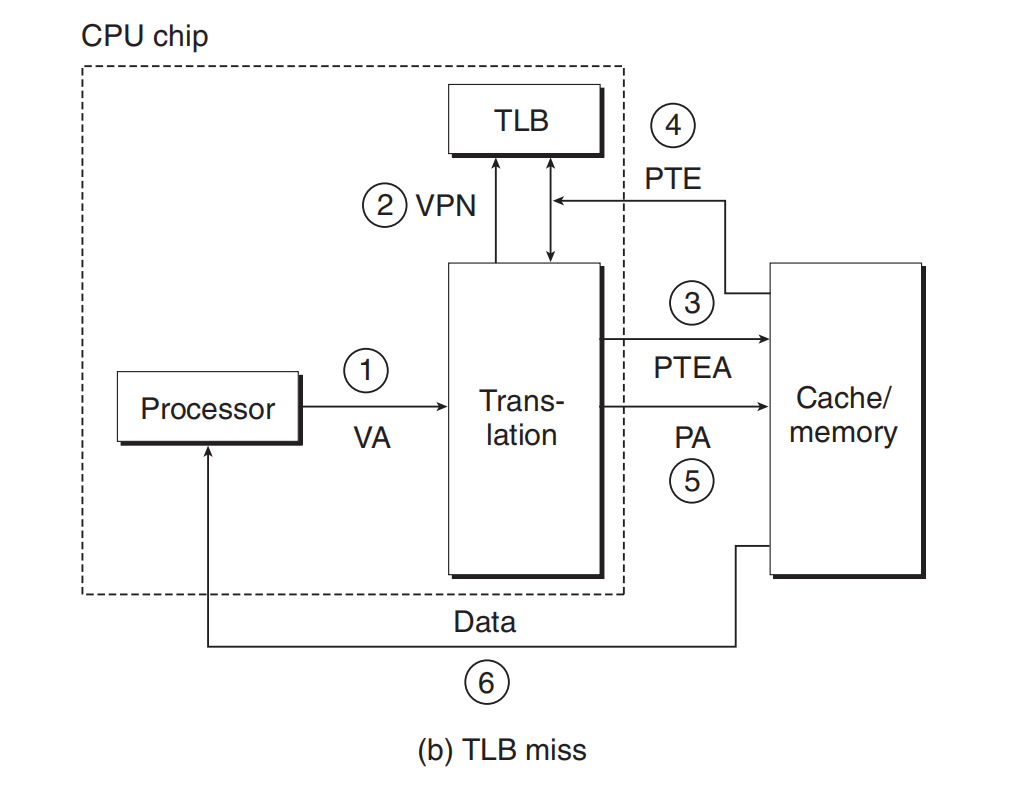 CPU chip
TLB
4
PTE
2 VPN
3
PTEA
1
Processor
VA
Trans-
lation
PA
5
Cache/
memory
Data
6
(b) TLB miss